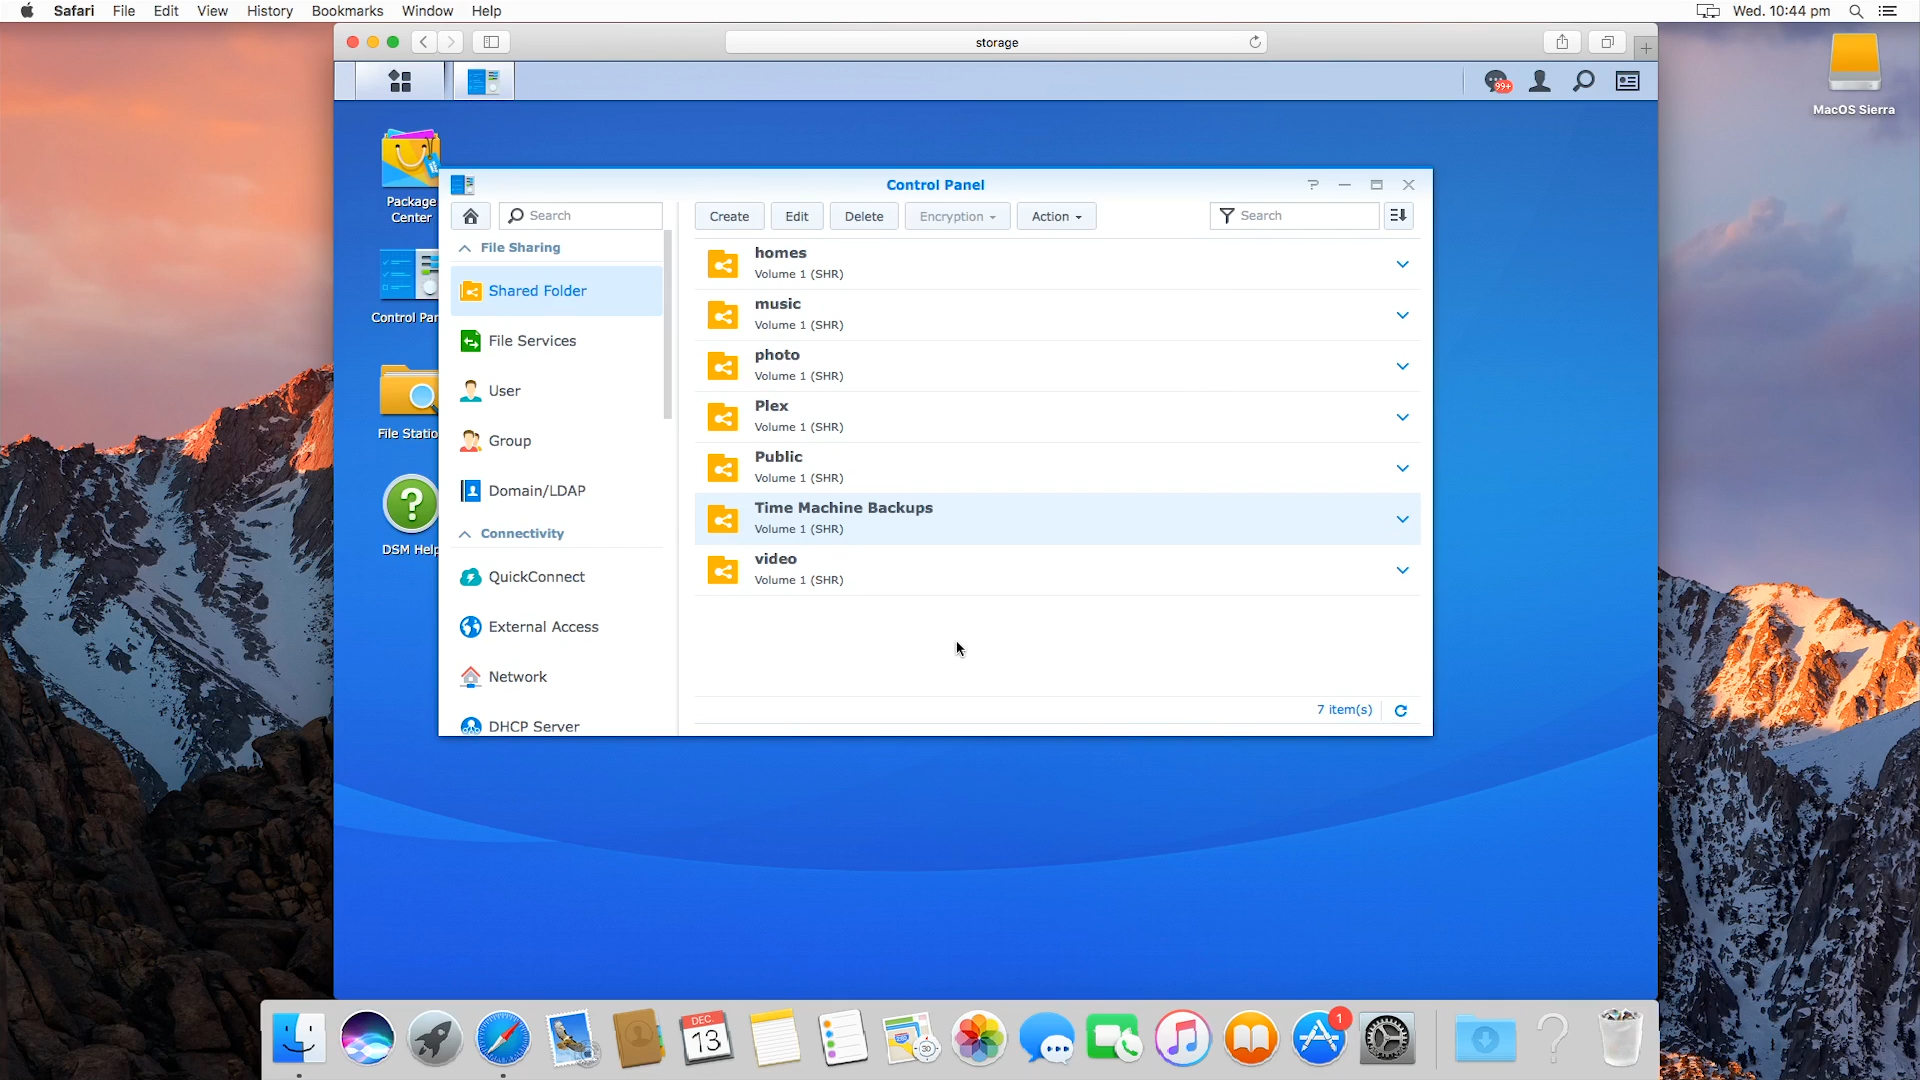 Safari File Edit View History Bookmarks Window Help
Wed. 10:44 pm
storage
MacOS Sierra
99+
Package
Center
Control Pan
File Statio
DSM Help
Control Panel
?
Search
Create Edit Delete Encryption Action
Search
File Sharing
Shared Folder
File Services
User
Group
Domain/LDAP
Connectivity
QuickConnect
External Access
Network
DHCP Server
homes
Volume 1 (SHR)
music
Volume 1 (SHR)
photo
Volume 1 (SHR)
Plex
Volume 1 (SHR)
Public
Volume 1 (SHR)
Time Machine Backups
Volume 1 (SHR)
video
Volume 1 (SHR)
7 item(s)
DEC.
13
1